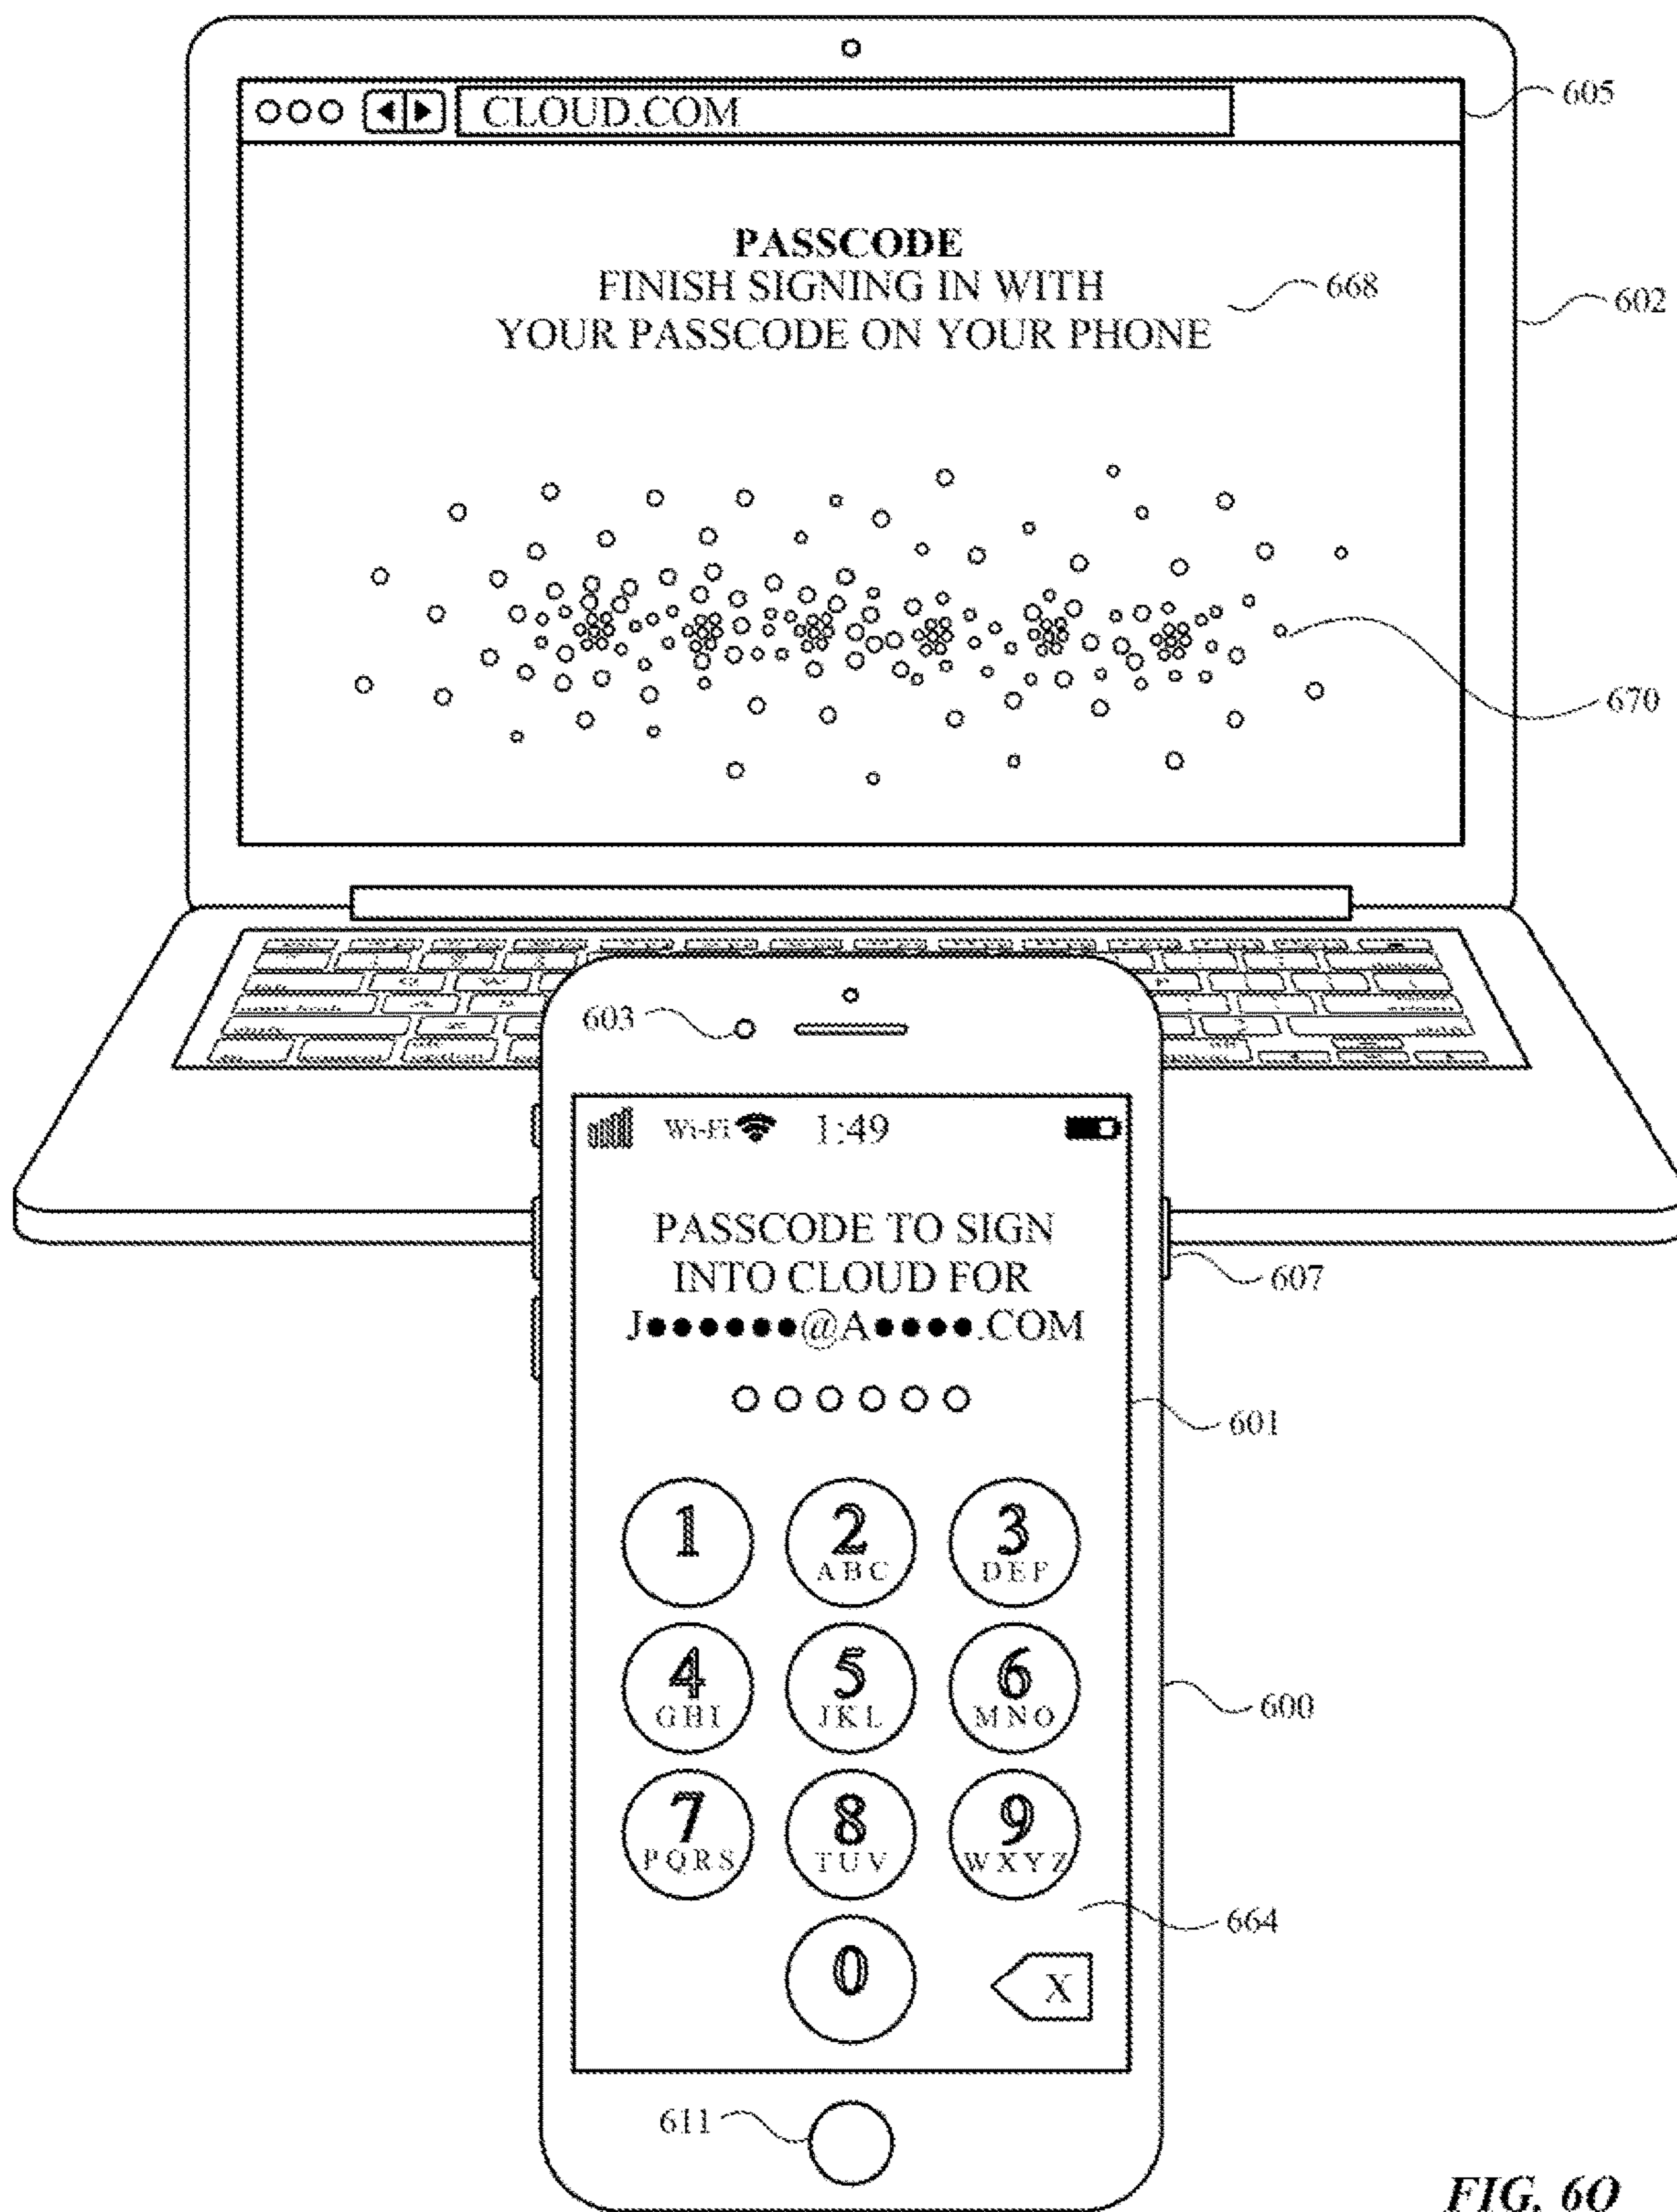 CLOUD.COM
605
PASSCODE
FINISH SIGNING IN WITH
YOUR PASSCODE ON YOUR PHONE
668
602
670
603
Wi-Fi 1:49
PASSCODE TO SIGN
INTO CLOUD FOR
J●●●●●●@A●●●●.COM
607
601
1
2
ABC
3
DEF
4
GHI
5
JKL
6
MNO
600
7
PQRS
8
TUV
9
WXYZ
664
0
X
611
FIG. 6O